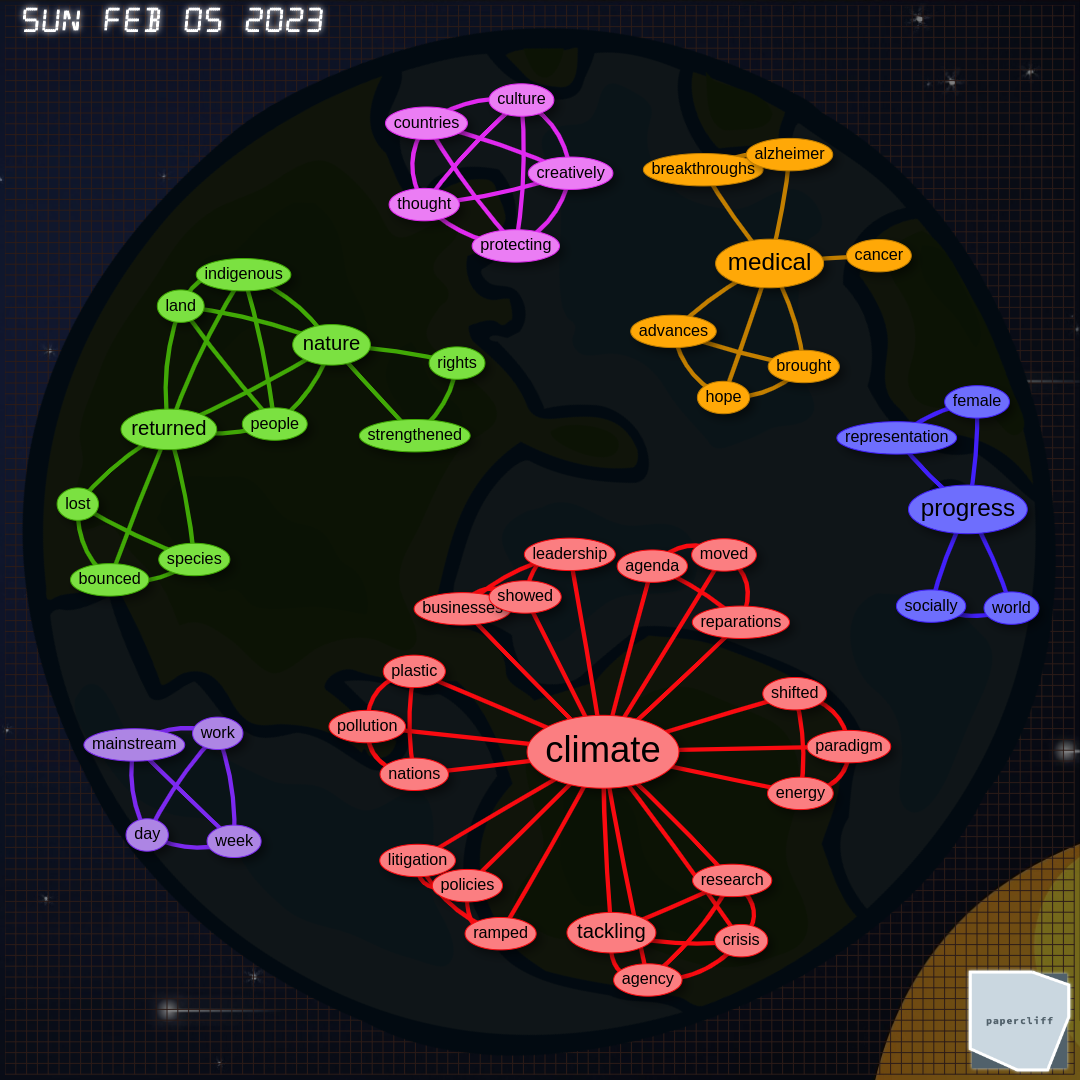 SUN FEB 05 2023
culture
countries
creatively
thought
protecting
alzheimer
breakthroughs
medical
cancer
advances
brought
hope
indigenous
land
nature
rights
returned
people
strengthened
lost
species
bounced
female
representation
progress
socially
world
leadership
agenda
moved
showed
businesses
reparations
plastic
pollution
nations
climate
shifted
paradigm
energy
mainstream
work
day
week
litigation
policies
ramped
research
tackling
crisis
agency
papercliff